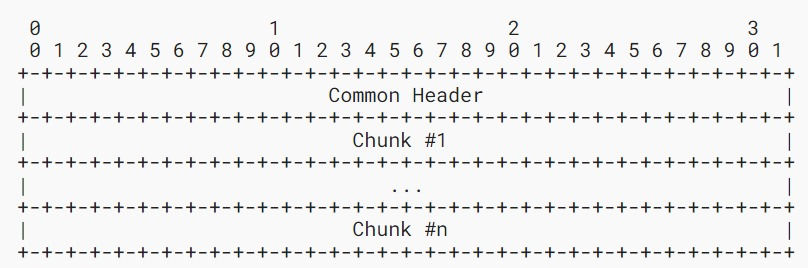 0                   1                   2                   3
 0 1 2 3 4 5 6 7 8 9 0 1 2 3 4 5 6 7 8 9 0 1 2 3 4 5 6 7 8 9 0 1
+-+-+-+-+-+-+-+-+-+-+-+-+-+-+-+-+-+-+-+-+-+-+-+-+-+-+-+-+-+-+-+-+
|                         Common Header                         |
+-+-+-+-+-+-+-+-+-+-+-+-+-+-+-+-+-+-+-+-+-+-+-+-+-+-+-+-+-+-+-+-+
|                           Chunk #1                            |
+-+-+-+-+-+-+-+-+-+-+-+-+-+-+-+-+-+-+-+-+-+-+-+-+-+-+-+-+-+-+-+-+
|                              ...                              |
+-+-+-+-+-+-+-+-+-+-+-+-+-+-+-+-+-+-+-+-+-+-+-+-+-+-+-+-+-+-+-+-+
|                           Chunk #n                            |
+-+-+-+-+-+-+-+-+-+-+-+-+-+-+-+-+-+-+-+-+-+-+-+-+-+-+-+-+-+-+-+-+